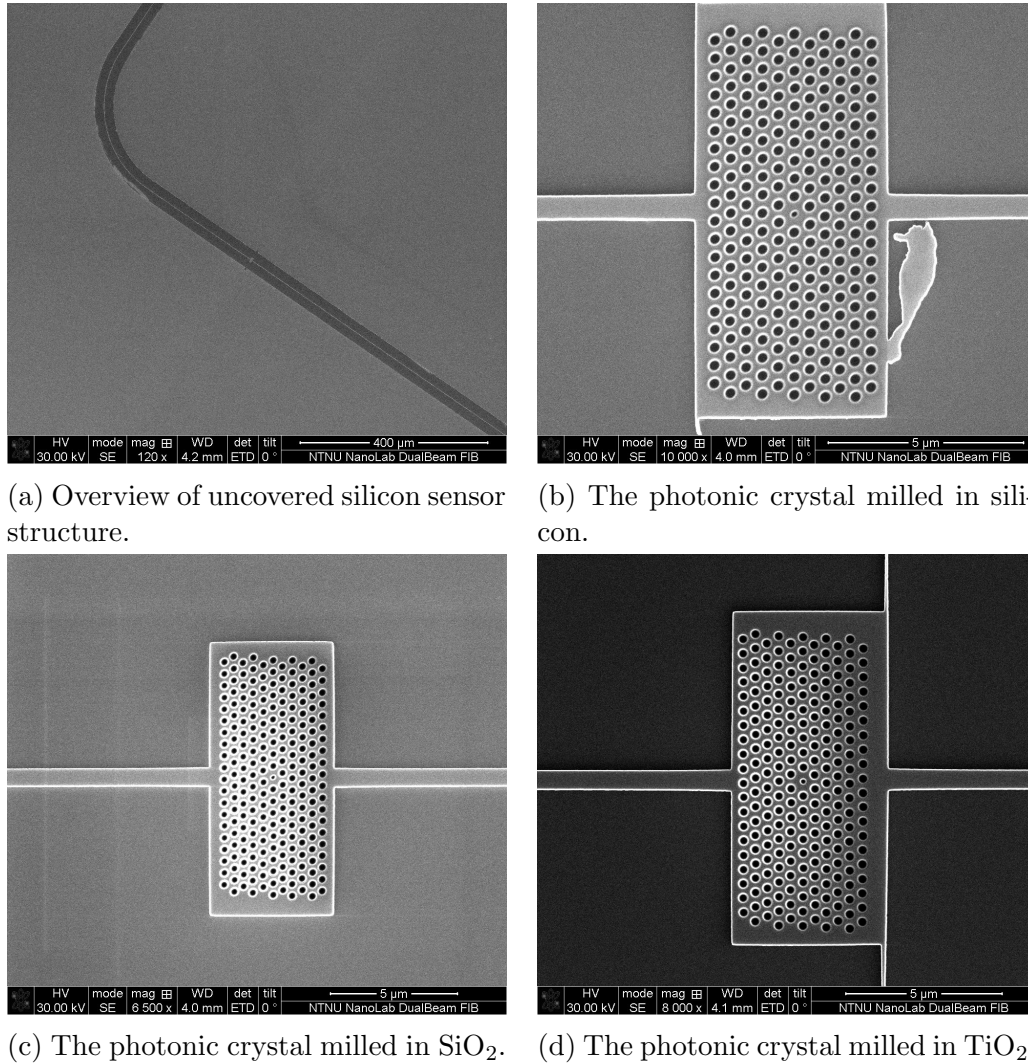 HV mode mag WD det tilt 400 µm
30.00 kV SE 120 x 4.2 mm ETD 0 ° NTNU NanoLab DualBeam FIB
HV mode mag WD det tilt 5 µm
30.00 kV SE 10 000 x 4.0 mm ETD 0 ° NTNU NanoLab DualBeam FIB
(a) Overview of uncovered silicon sensor
structure.
(b) The photonic crystal milled in sili-
con.
HV mode mag WD det tilt 5 µm
30.00 kV SE 6 500 x 4.0 mm ETD 0 ° NTNU NanoLab DualBeam FIB
HV mode mag WD det tilt 5 µm
30.00 kV SE 8 000 x 4.1 mm ETD 0 ° NTNU NanoLab DualBeam FIB
(c) The photonic crystal milled in SiO₂.
(d) The photonic crystal milled in TiO₂